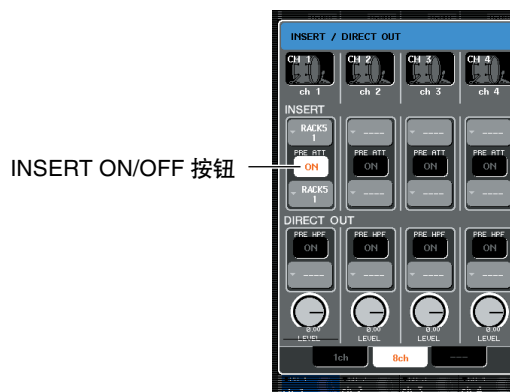 INSERT / DIRECT OUT
CH 1 CH 2 CH 3 CH 4
ch 1 ch 2 ch 3 ch 4
INSERT
RACK5 1 ---- ---- ----
PRE ATT PRE ATT PRE ATT PRE ATT
INSERT ON/OFF 按钮
ON ON ON ON
RACK5 1 ---- ---- ----
DIRECT OUT
PRE HPF PRE HPF PRE HPF PRE HPF
ON ON ON ON
---- ---- ---- ----
0.00 0.00 0.00 0.00
LEVEL LEVEL LEVEL LEVEL
1ch 8ch ----